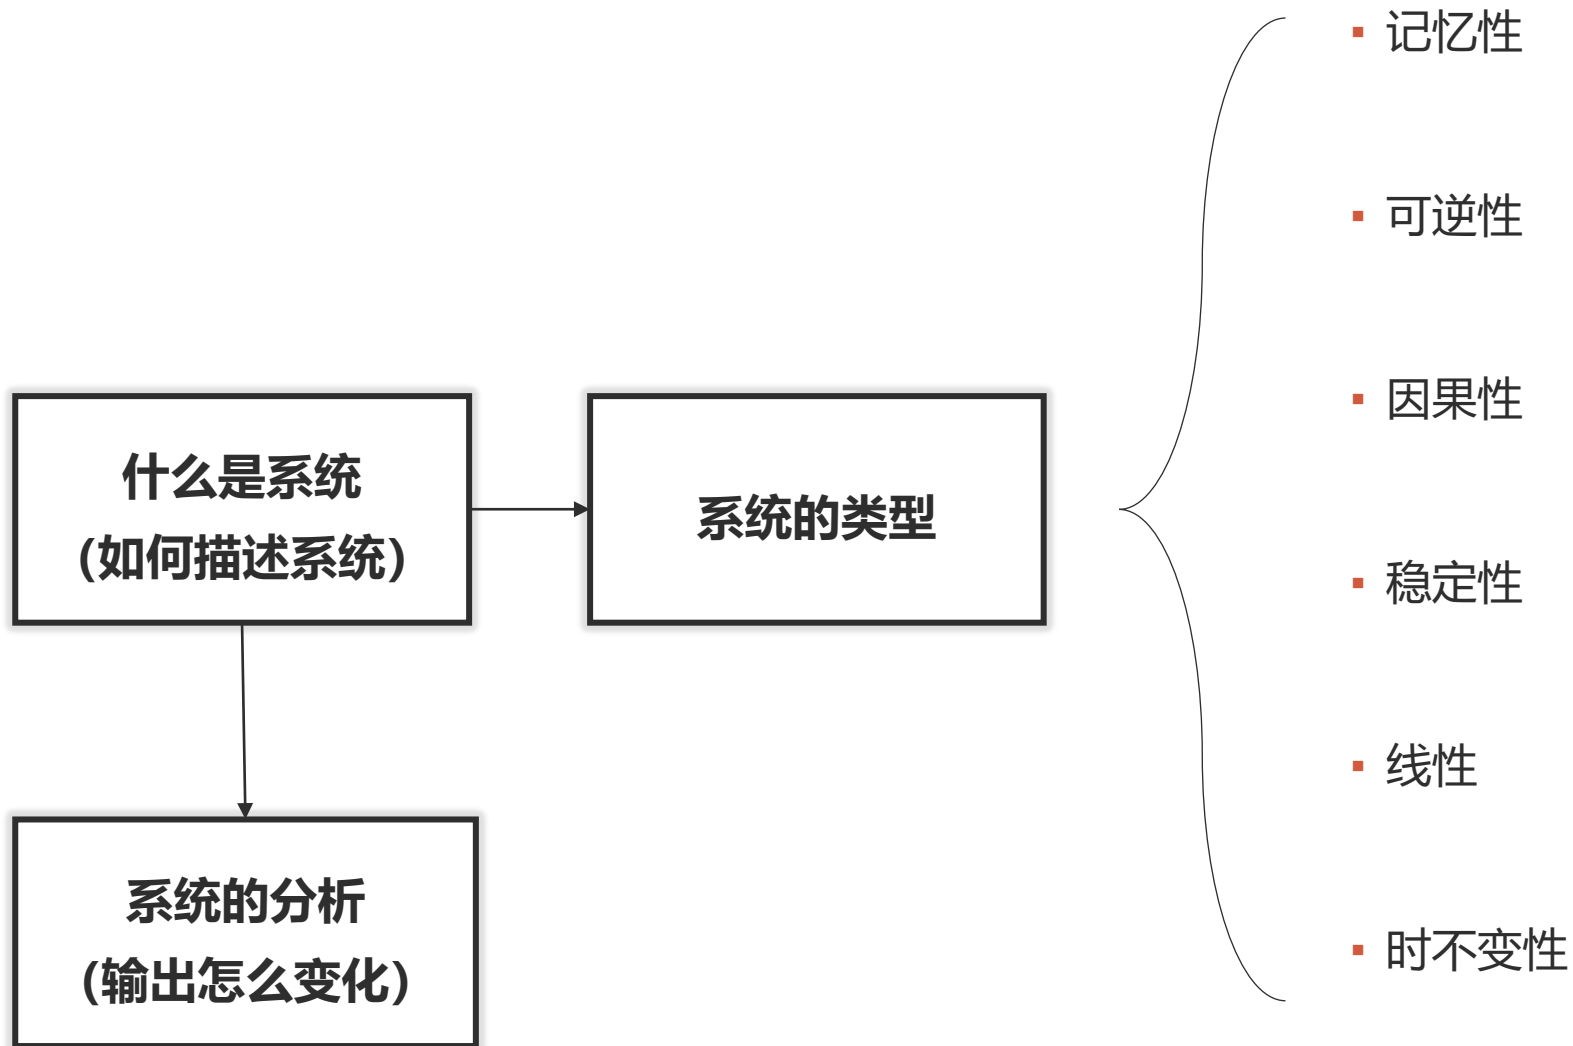 什么是系统
（如何描述系统）
系统的类型
系统的分析
（输出怎么变化）
记忆性
可逆性
因果性
稳定性
线性
时不变性